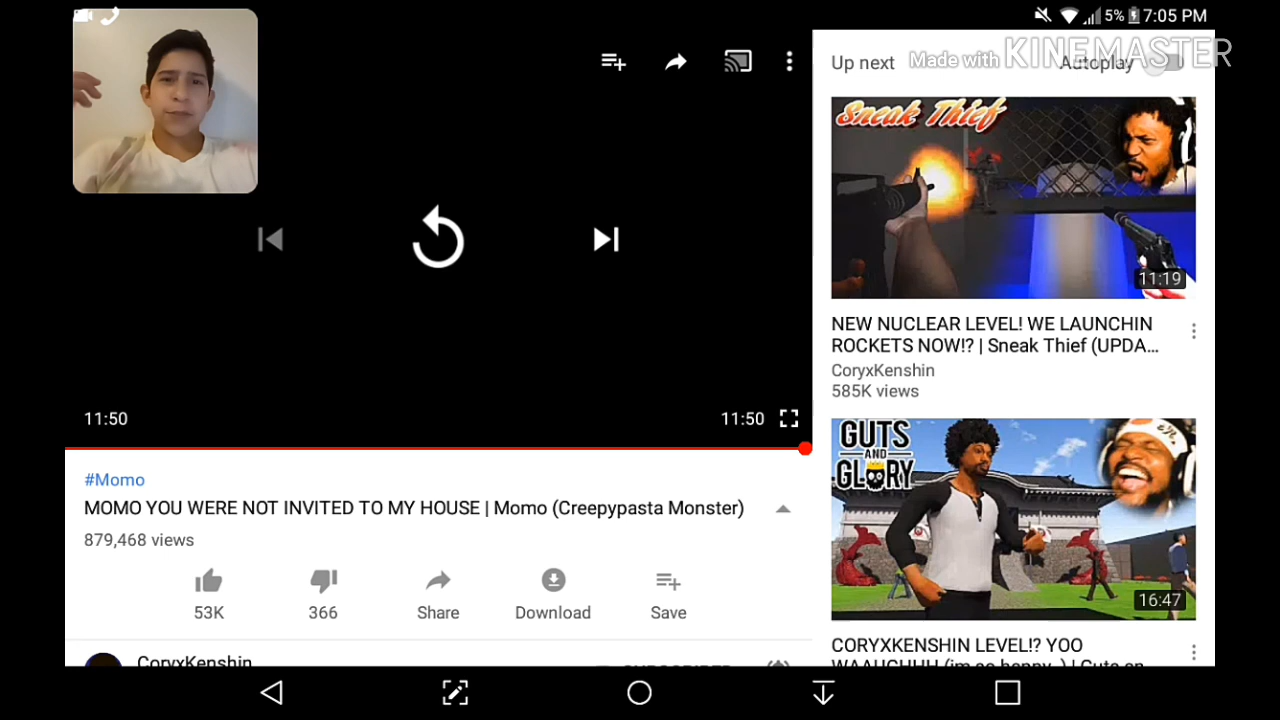 5% 7:05 PM
Up next
Made with KINEMASTER
Autoplay
Sneak Thief
11:19
NEW NUCLEAR LEVEL! WE LAUNCHIN
ROCKETS NOW!? | Sneak Thief (UPDA...
CoryxKenshin
585K views
11:50
11:50
#Momo
MOMO YOU WERE NOT INVITED TO MY HOUSE | Momo (Creepypasta Monster)
879,468 views
53K
366
Share
Download
Save
CoryxKenshin
GUTS
AND
GLORY
16:47
CORYXKENSHIN LEVEL!? YOO